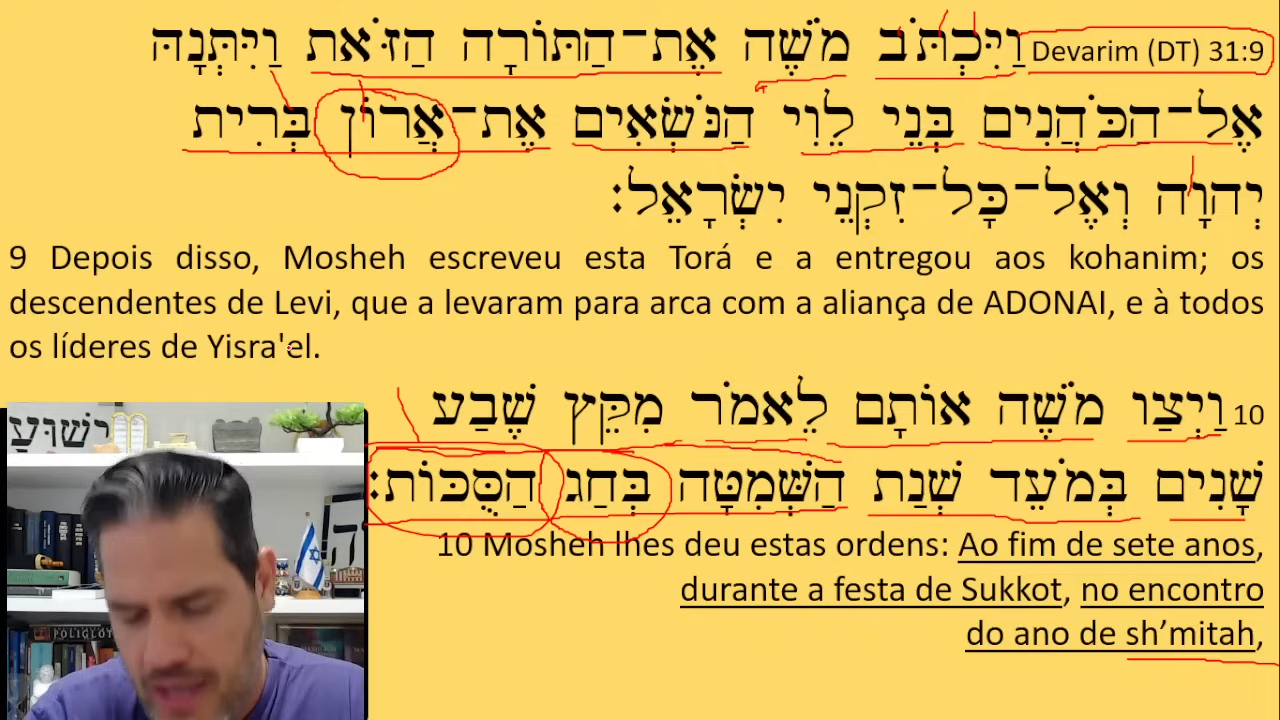 Devarim (DT) 31:9 וַיִּכְתֹּב מֹשֶׁה אֶת־הַתּוֹרָה הַזֹּאת וַיִּתְּנָהּ
אֶל־הַכֹּהֲנִים בְּנֵי לֵוִי הַנֹּשְׂאִים אֶת־אֲרוֹן בְּרִית
יְהוָה וְאֶל־כָּל־זִקְנֵי יִשְׂרָאֵל׃
9 Depois disso, Mosheh escreveu esta Torá e a entregou aos kohanim; os
descendentes de Levi, que a levaram para arca com a aliança de ADONAI, e à todos
os líderes de Yisra'el.
10 וַיְצַו מֹשֶׁה אוֹתָם לֵאמֹר מִקֵּץ שֶׁבַע
שָׁנִים בְּמֹעֵד שְׁנַת הַשְּׁמִטָּה בְּחַג הַסֻּכּוֹת׃
10 Mosheh lhes deu estas ordens: Ao fim de sete anos,
durante a festa de Sukkot, no encontro
do ano de sh’mitah,
ישוע